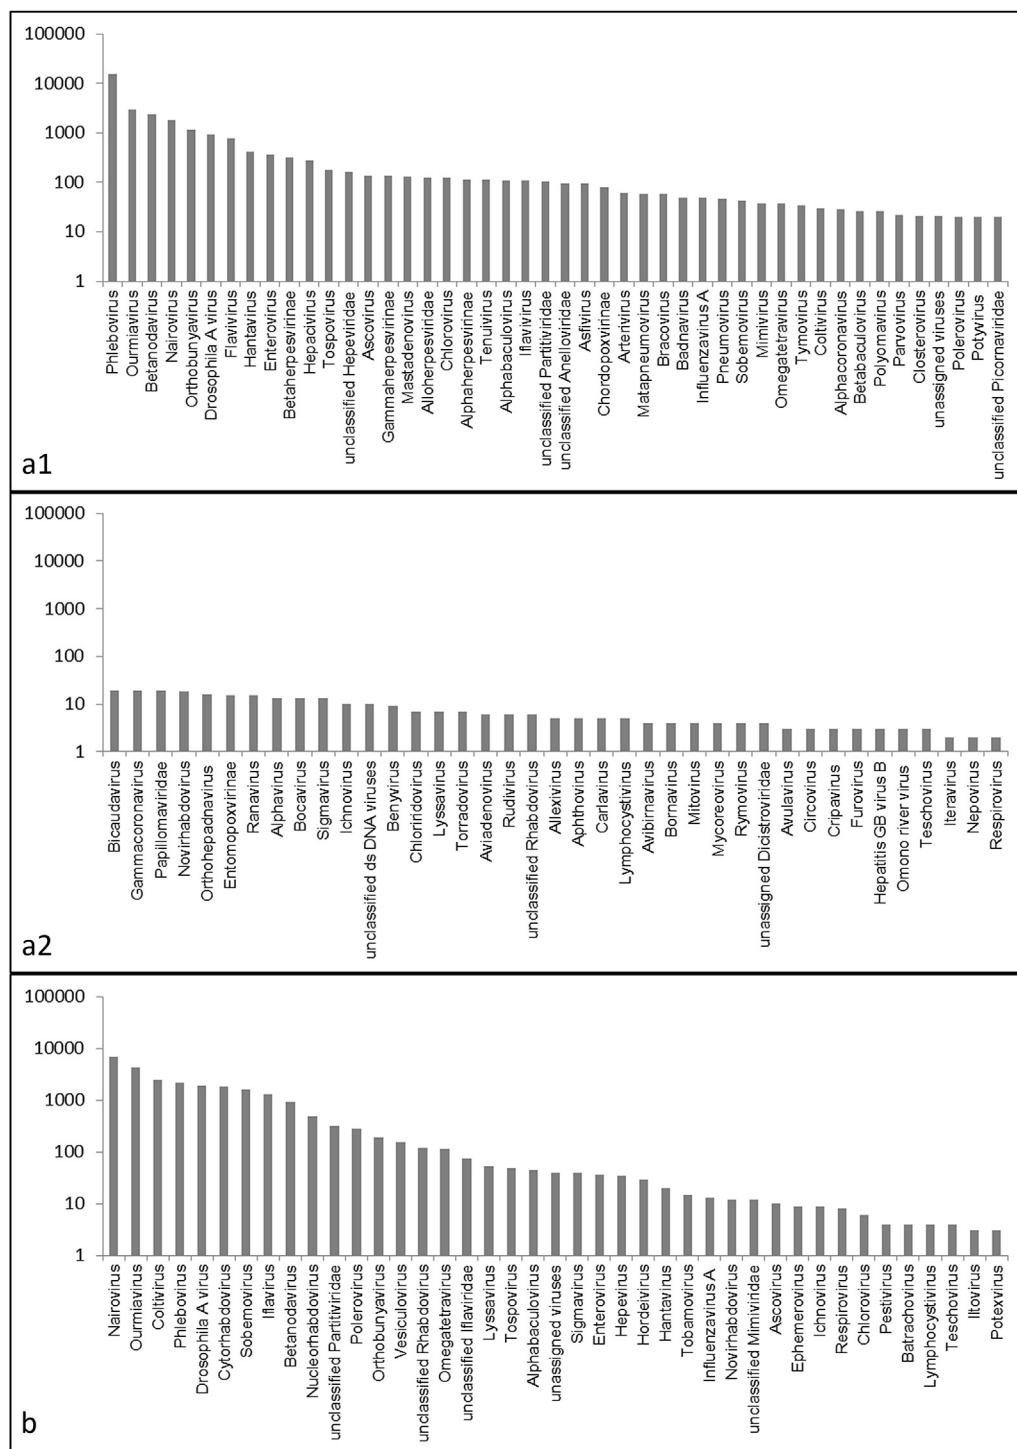 100000
10000
1000
100
10
1
Phlebovirus
Ourmiavirus
Betanodavirus
Nairovirus
Orthobunyavirus
Drosophila A virus
Flavivirus
Hantavirus
Enterovirus
Betaherpesvirinae
Hepacivirus
Tospovirus
unclassified Hepeviridae
Ascovirus
Gammaherpesvirinae
Mastadenovirus
Alloherpesviridae
Chlorovirus
Alphaherpesvirinae
Tenuivirus
Alphabaculovirus
Iflavivirus
unclassified Partitiviridae
unclassified Anelloviridae
Asfivirus
Chordopoxvirinae
Arterivirus
Matapneumovirus
Bracovirus
Badnavirus
Influenzavirus A
Pneumovirus
Sobemovirus
Mimivirus
Omegatetravirus
Tymovirus
Coltivirus
Alphacoronavirus
Betabaculovirus
Polyomavirus
Parvovirus
Closterovirus
unassigned viruses
Polerovirus
Potyvirus
unclassified Picornaviridae
a1
100000
10000
1000
100
10
1
Bicaudavirus
Gammacoronavirus
Papillomaviridae
Novirhabdovirus
Orthohepadnavirus
Entomopoxvirinae
Ranavirus
Alphavirus
Bocavirus
Sigmavirus
Ichnovirus
unclassified ds DNA viruses
Benyvirus
Chloriridovirus
Lyssavirus
Torradovirus
Aviadenovirus
Rudivirus
unclassified Rhabdovirus
Allexivirus
Aphthovirus
Carlavirus
Lymphocystivirus
Avibirnavirus
Bornavirus
Mitovirus
Mycoreovirus
Rymovirus
unassigned Dicistroviridae
Avulavirus
Circovirus
Cripavirus
Furovirus
Hepatitis GB virus B
Omono river virus
Teschovirus
Iteravirus
Nepovirus
Respirovirus
a2
100000
10000
1000
100
10
1
Nairovirus
Ourmiavirus
Coltivirus
Phlebovirus
Drosophila A virus
Cytorhabdovirus
Sobemovirus
Iflavirus
Betanodavirus
Nucleorhabdovirus
unclassified Partitiviridae
Polerovirus
Orthobunyavirus
Vesiculovirus
unclassified Rhabdovirus
Omegatetravirus
unclassified Iflaviridae
Lyssavirus
Tospovirus
Alphabaculovirus
unassigned viruses
Sigmavirus
Enterovirus
Hepevirus
Hordeivirus
Hantavirus
Tobamovirus
Influenzavirus A
Novirhabdovirus
unclassified Mimiviridae
Ascovirus
Ephemerovirus
Ichnovirus
Respirovirus
Chlorovirus
Pestivirus
Batrachovirus
Lymphocystivirus
Teschovirus
Iltovirus
Potexvirus
b